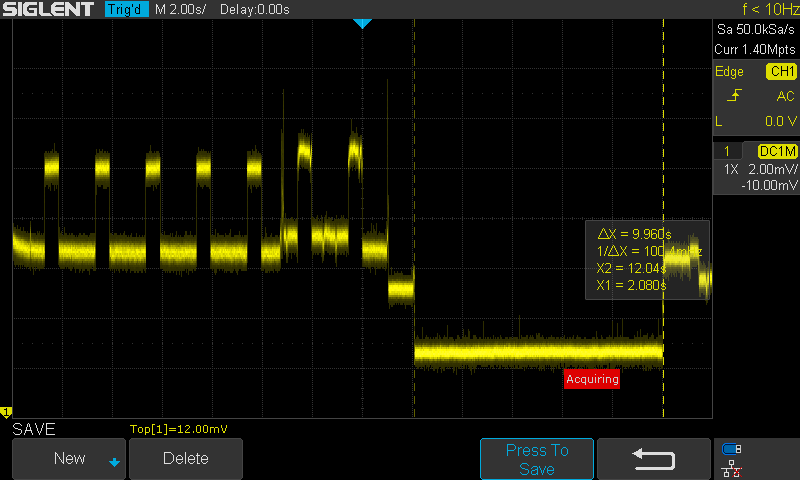 SIGLENT Trig'd M 2.00s/ Delay:0.00s f < 10Hz
Sa 50.0kSa/s
Curr 1.40Mpts
Edge CH1
AC
L 0.0 V
1 DC1M
1X 2.00mV/
-10.00mV
ΔX = 9.960s
1/ΔX = 100.4mHz
X2 = 12.04s
X1 = 2.080s
Acquiring
1
SAVE Top[1]=12.00mV
New Delete Press To Save